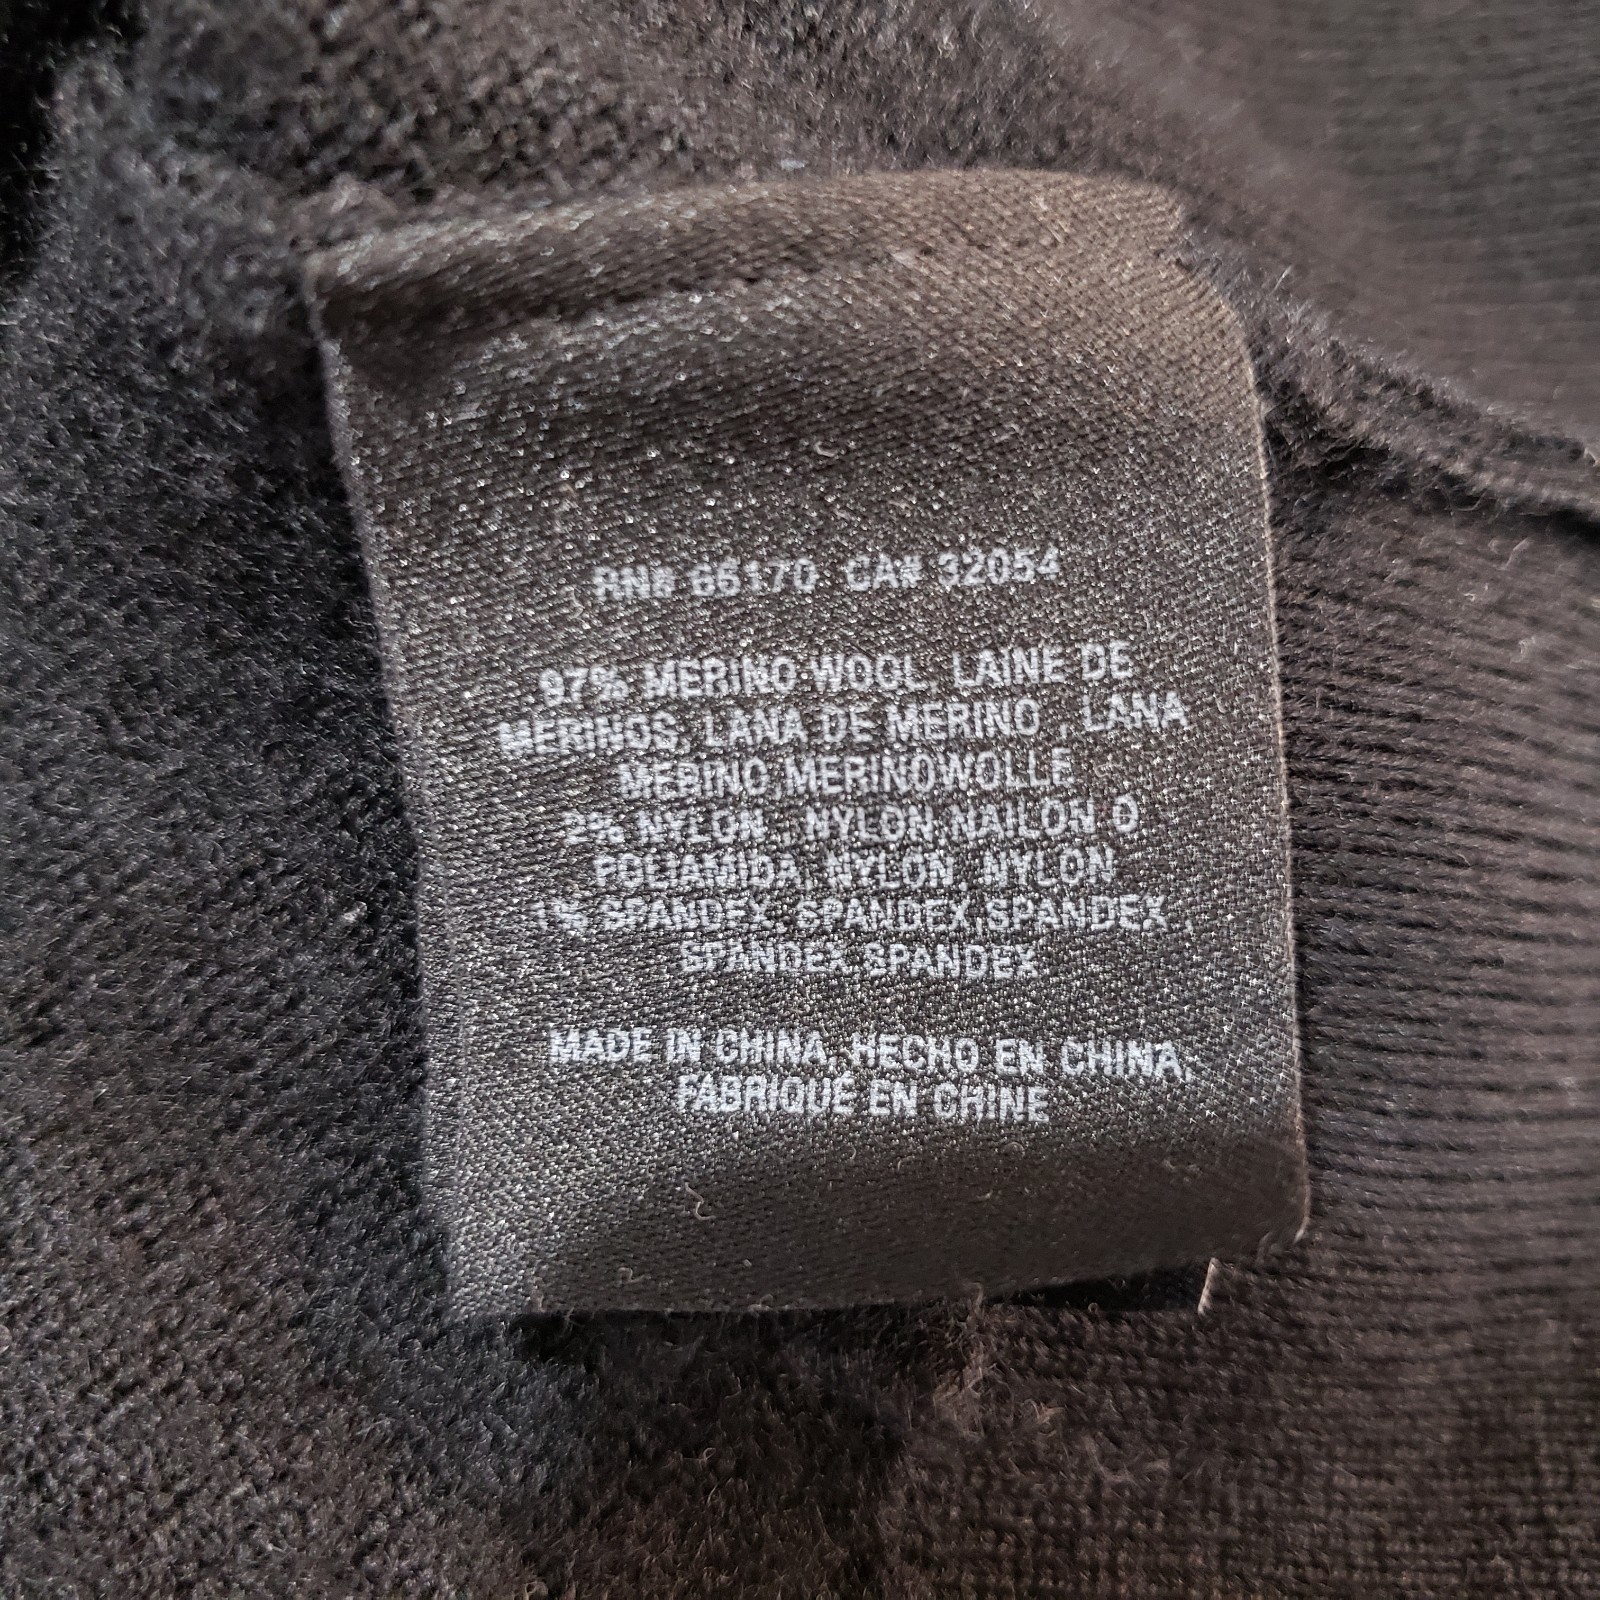 RN# 66170 CA# 32054
97% MERINO WOOL, LAINE DE
MERINOS, LANA DE MERINO , LANA
MERINO, MERINOWOLLE
2% NYLON , NYLON, NAILON O
POLIAMIDA, NYLON, NYLON
1% SPANDEX, SPANDEX, SPANDEX,
SPANDEX, SPANDEX
MADE IN CHINA, HECHO EN CHINA,
FABRIQUÉ EN CHINE